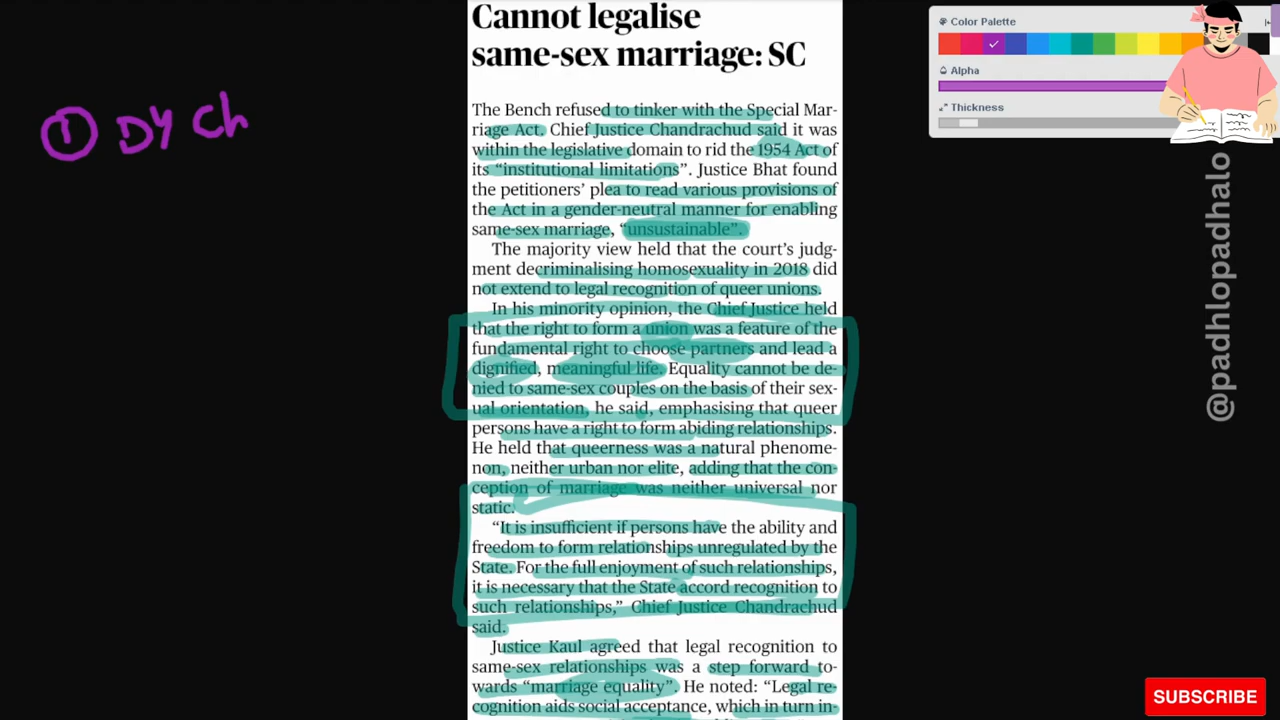 Cannot legalise
same-sex marriage: SC
The Bench refused to tinker with the Special Mar-
riage Act. Chief Justice Chandrachud said it was
within the legislative domain to rid the 1954 Act of
its “institutional limitations”. Justice Bhat found
the petitioners’ plea to read various provisions of
the Act in a gender-neutral manner for enabling
same-sex marriage, “unsustainable”.
The majority view held that the court’s judg-
ment decriminalising homosexuality in 2018 did
not extend to legal recognition of queer unions.
In his minority opinion, the Chief Justice held
that the right to form a union was a feature of the
fundamental right to choose partners and lead a
dignified, meaningful life. Equality cannot be de-
nied to same-sex couples on the basis of their sex-
ual orientation, he said, emphasising that queer
persons have a right to form abiding relationships.
He held that queerness was a natural phenome-
non, neither urban nor elite, adding that the con-
ception of marriage was neither universal nor
static.
“It is insufficient if persons have the ability and
freedom to form relationships unregulated by the
State. For the full enjoyment of such relationships,
it is necessary that the State accord recognition to
such relationships,” Chief Justice Chandrachud
said.
Justice Kaul agreed that legal recognition to
same-sex relationships was a step forward to-
wards “marriage equality”. He noted: “Legal re-
cognition aids social acceptance, which in turn in-
① DY Ch
Color Palette
Alpha
Thickness
@padhlopadhalo
SUBSCRIBE